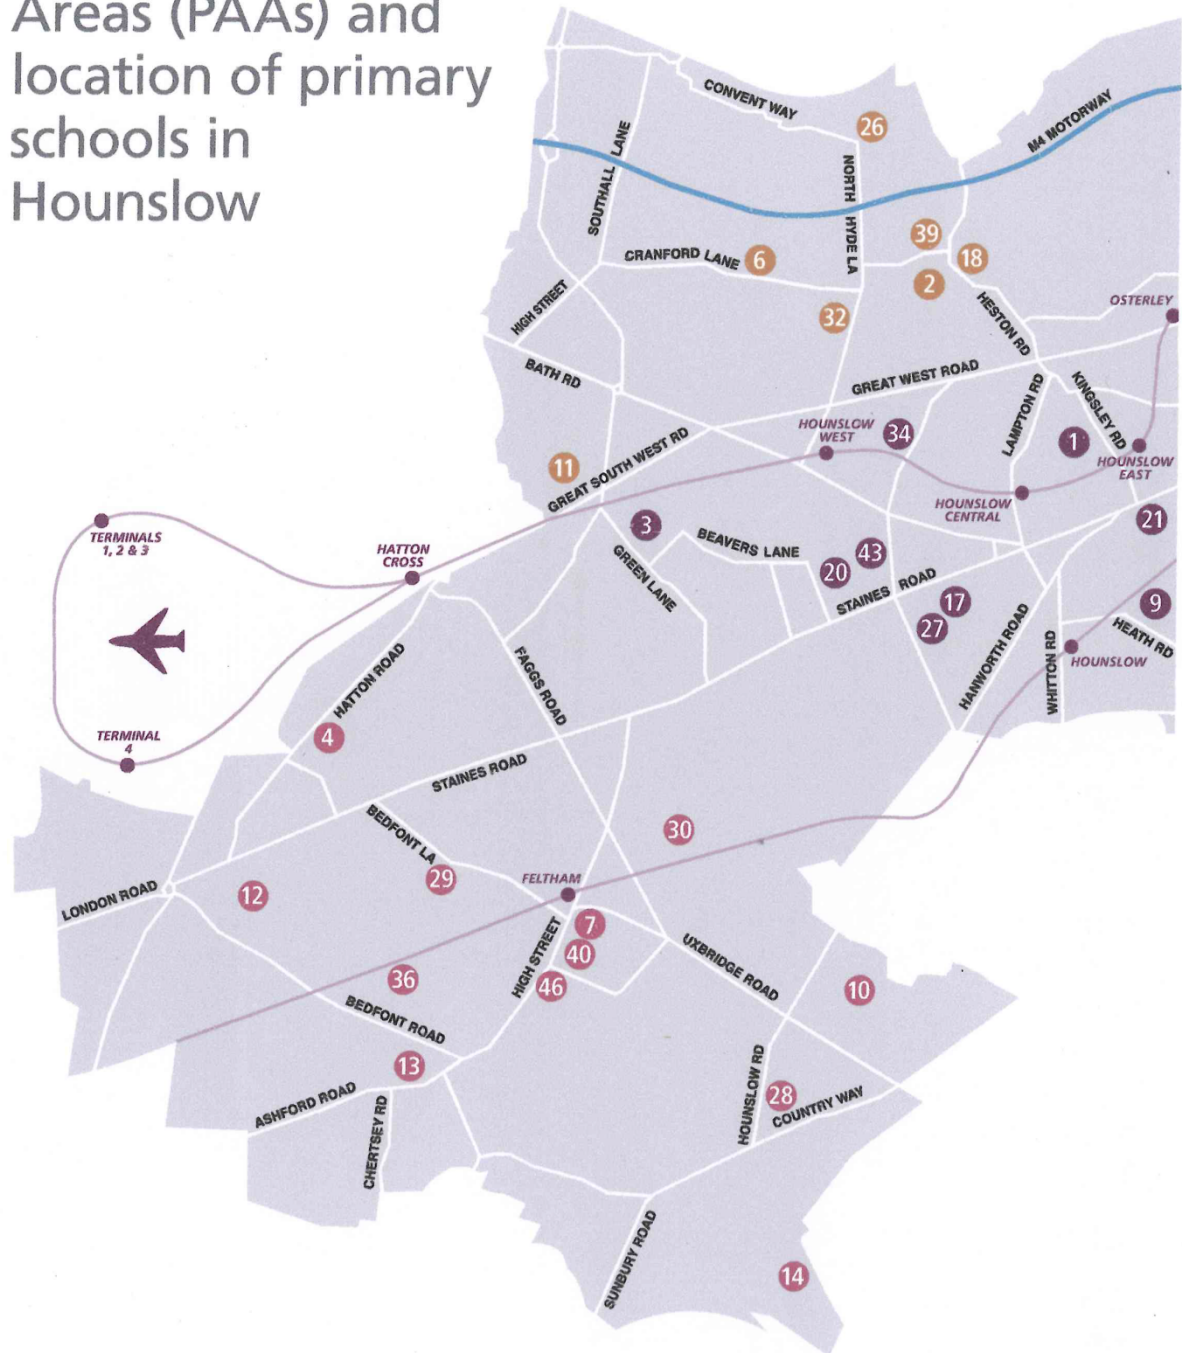 Areas (PAAs) and
location of primary
schools in
Hounslow
CONVENT WAY
26
M4 MOTORWAY
SOUTHALL LANE
NORTH HYDE LA
39
CRANFORD LANE
6
18
2
HIGH STREET
32
HESTON RD
OSTERLEY
BATH RD
GREAT WEST ROAD
LAMPTON RD
KINGSLEY RD
HOUNSLOW
WEST
34
1
GREAT SOUTH WEST RD
11
HOUNSLOW
EAST
HOUNSLOW
CENTRAL
TERMINALS
1, 2 & 3
HATTON
CROSS
3
21
GREEN LANE
BEAVERS LANE
43
20
STAINES ROAD
17
27
9
HEATH RD
HANWORTH ROAD
WHITTON RD
HOUNSLOW
HATTON ROAD
FAGGS ROAD
TERMINAL
4
4
STAINES ROAD
BEDFONT LA
30
29
FELTHAM
LONDON ROAD
12
7
40
HIGH STREET
46
UXBRIDGE ROAD
36
10
BEDFONT ROAD
13
HOUNSLOW RD
28
COUNTRY WAY
ASHFORD ROAD
CHERTSEY RD
SUNBURY ROAD
14